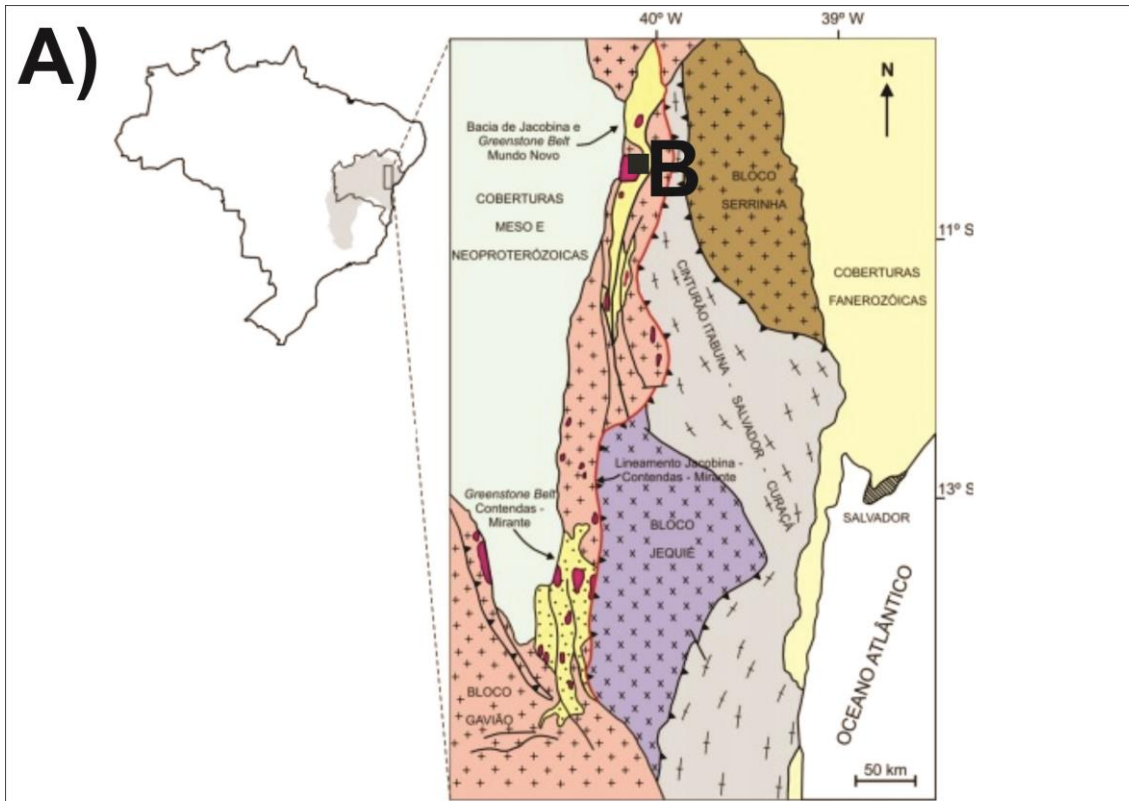 A)
40º W
39º W
N
Bacia de Jacobina e
Greenstone Belt
Mundo Novo
B
BLOCO
SERRINHA
COBERTURAS
MESO E
NEOPROTERÓZOICAS
11º S
COBERTURAS
FANEROZÓICAS
CINTURÃO ITABUNA - SALVADOR - CURAÇÁ
Lineamento Jacobina -
Contendas - Mirante
Greenstone Belt
Contendas -
Mirante
13º S
SALVADOR
BLOCO
JEQUIÉ
BLOCO
GAVIÃO
OCEANO ATLÂNTICO
50 km